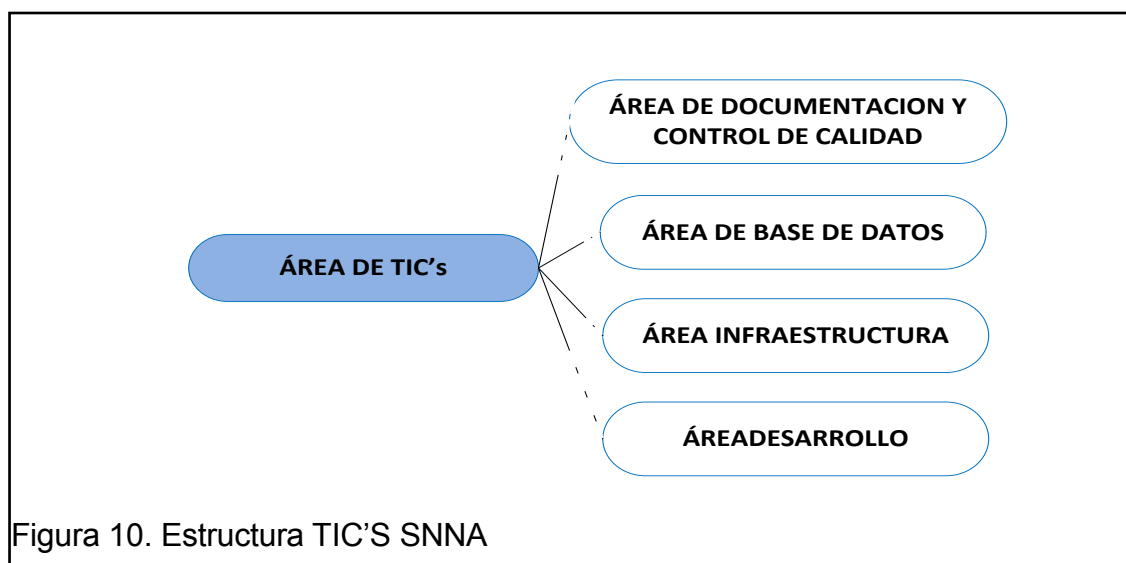 ÁREA DE DOCUMENTACION Y
CONTROL DE CALIDAD
ÁREA DE BASE DE DATOS
ÁREA DE TIC's
ÁREA INFRAESTRUCTURA
ÁREADESARROLLO
Figura 10. Estructura TIC’S SNNA